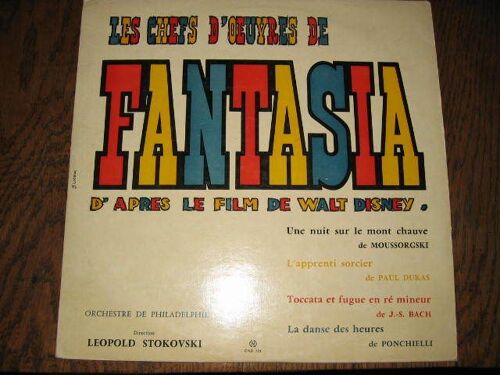 LES CHEFS D'ŒUVRES DE
FANTASIA
D'APRES LE FILM DE WALT DISNEY.
Une nuit sur le mont chauve
de MOUSSORGSKI
L'apprenti sorcier
de PAUL DUKAS
Toccata et fugue en ré mineur
de J.-S. BACH
La danse des heures
de PONCHIELLI
ORCHESTRE DE PHILADELPHIE
Direction
LEOPOLD STOKOVSKI